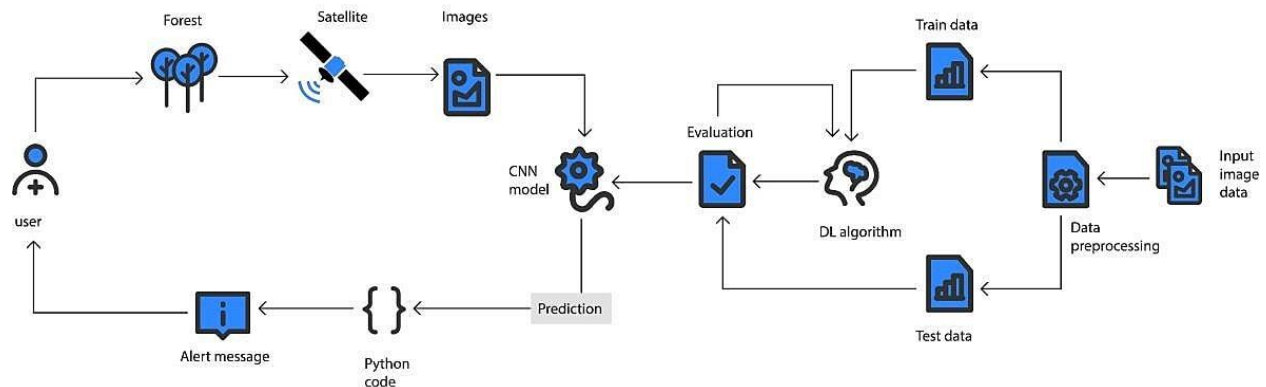 Forest
Satellite
Images
Train data
Evaluation
CNN
model
Input
image
data
user
DL algorithm
Data
preprocessing
Prediction
Alert message
Python
code
Test data